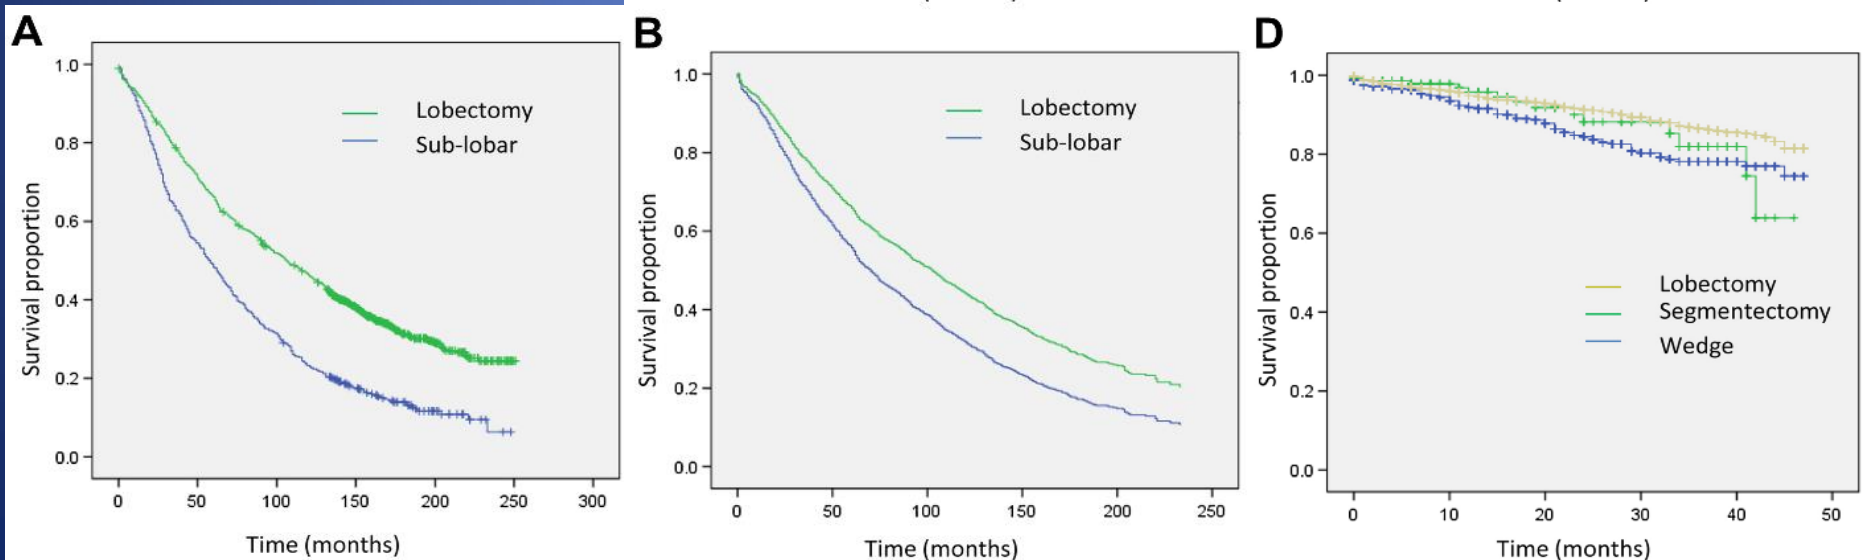 A
B
D
1.0
0.8
0.6
0.4
0.2
0.0
Survival proportion
Lobectomy
Sub-lobar
0 50 100 150 200 250 300
Time (months)
1.0
0.8
0.6
0.4
0.2
0.0
Survival proportion
Lobectomy
Sub-lobar
0 50 100 150 200 250
Time (months)
1.0
0.8
0.6
0.4
0.2
0.0
Survival proportion
Lobectomy
Segmentectomy
Wedge
0 10 20 30 40 50
Time (months)